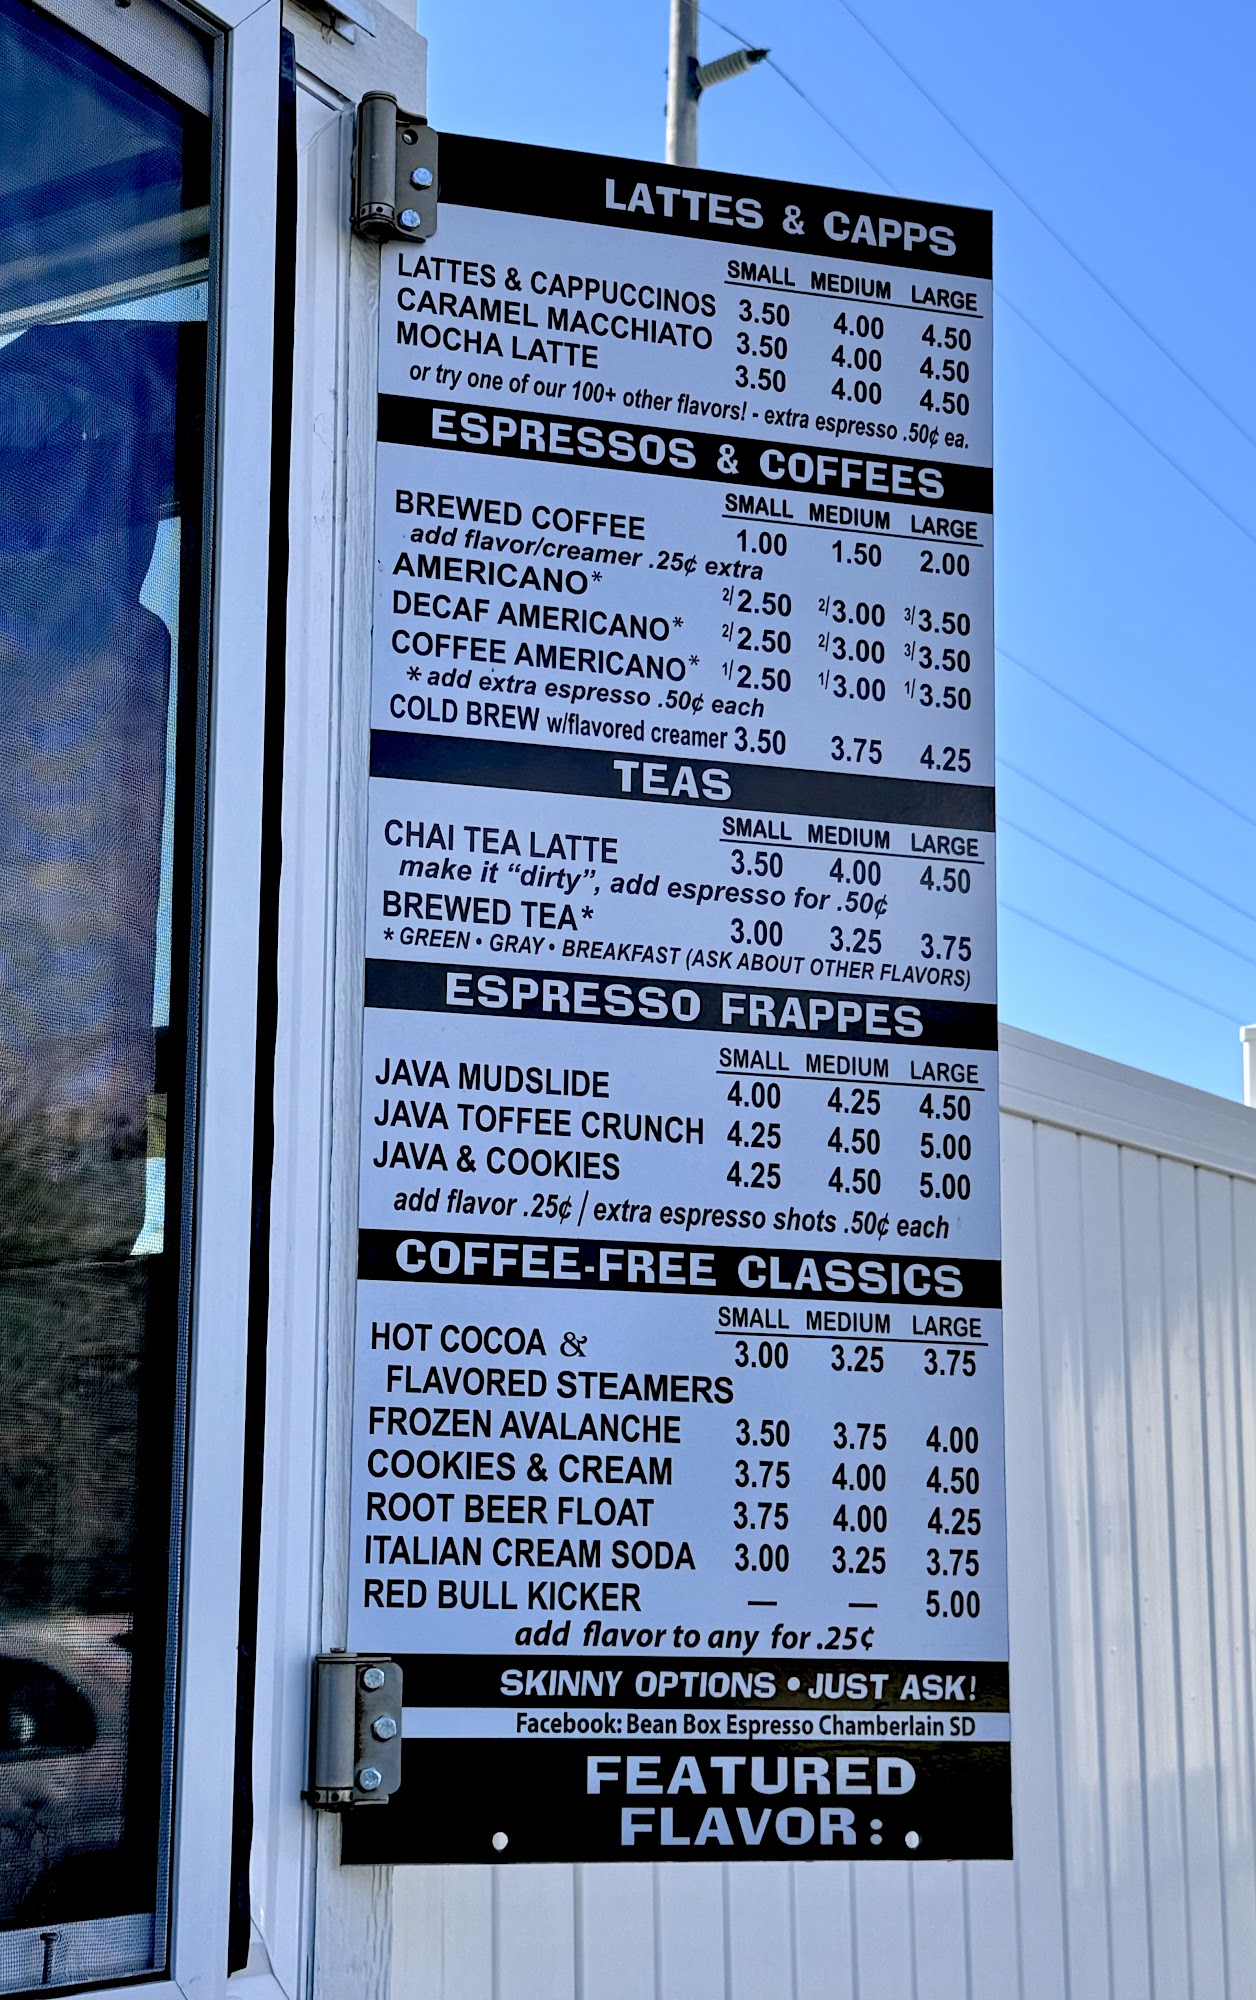 LATTES & CAPPS
SMALL MEDIUM LARGE
LATTES & CAPPUCCINOS 3.50 4.00 4.50
CARAMEL MACCHIATO 3.50 4.00 4.50
MOCHA LATTE 3.50 4.00 4.50
or try one of our 100+ other flavors! - extra espresso .50¢ ea.
ESPRESSOS & COFFEES
SMALL MEDIUM LARGE
BREWED COFFEE 1.00 1.50 2.00
add flavor/creamer .25¢ extra
AMERICANO* 2/2.50 2/3.00 3/3.50
DECAF AMERICANO* 2/2.50 2/3.00 3/3.50
COFFEE AMERICANO* 1/2.50 1/3.00 1/3.50
*add extra espresso .50¢ each
COLD BREW w/flavored creamer 3.50 3.75 4.25
TEAS
SMALL MEDIUM LARGE
CHAI TEA LATTE 3.50 4.00 4.50
make it “dirty”, add espresso for .50¢
BREWED TEA* 3.00 3.25 3.75
*GREEN • GRAY • BREAKFAST (ASK ABOUT OTHER FLAVORS)
ESPRESSO FRAPPES
SMALL MEDIUM LARGE
JAVA MUDSLIDE 4.00 4.25 4.50
JAVA TOFFEE CRUNCH 4.25 4.50 5.00
JAVA & COOKIES 4.25 4.50 5.00
add flavor .25¢ / extra espresso shots .50¢ each
COFFEE-FREE CLASSICS
SMALL MEDIUM LARGE
HOT COCOA & 3.00 3.25 3.75
FLAVORED STEAMERS
FROZEN AVALANCHE 3.50 3.75 4.00
COOKIES & CREAM 3.75 4.00 4.50
ROOT BEER FLOAT 3.75 4.00 4.25
ITALIAN CREAM SODA 3.00 3.25 3.75
RED BULL KICKER — — 5.00
add flavor to any for .25¢
SKINNY OPTIONS • JUST ASK!
Facebook: Bean Box Espresso Chamberlain SD
FEATURED
FLAVOR: